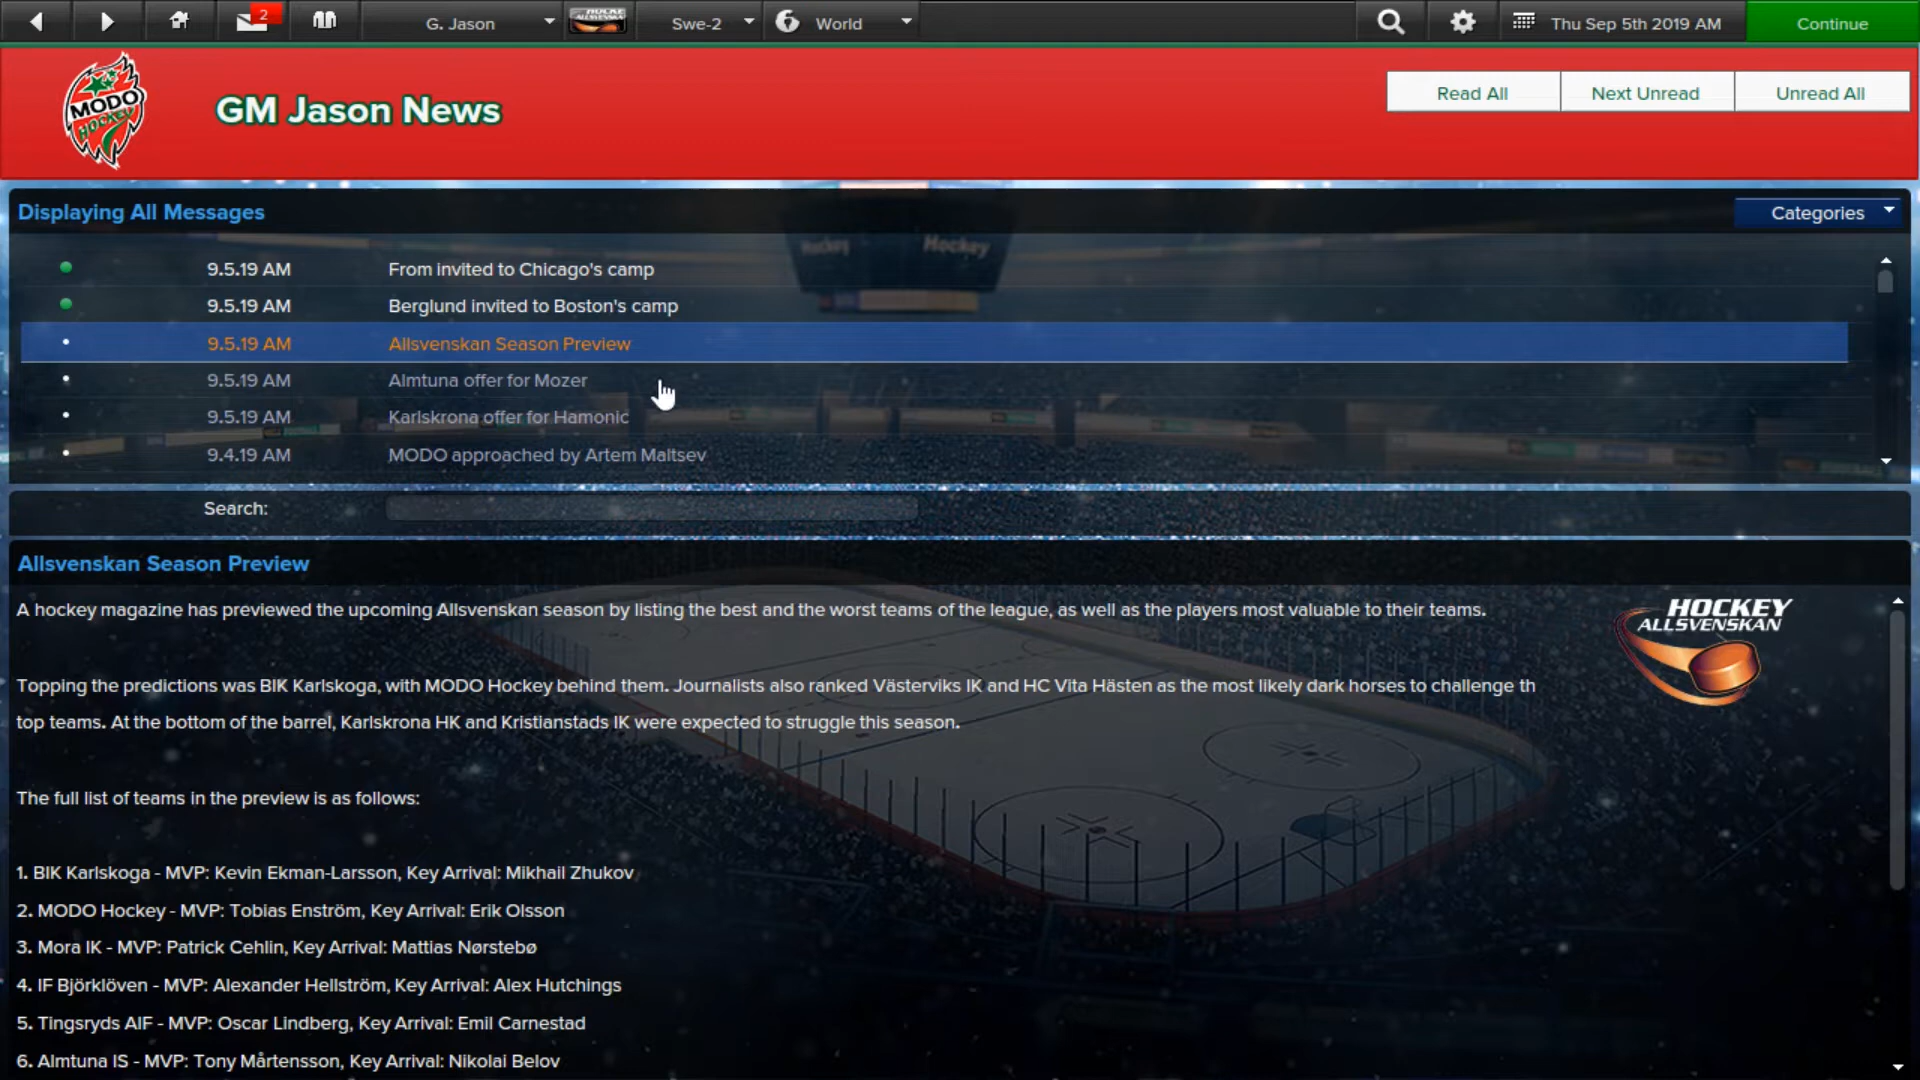 2
G. Jason
Swe-2
World
Thu Sep 5th 2019 AM
Continue
MODO
HOCKEY
GM Jason News
Read All
Next Unread
Unread All
Displaying All Messages
Categories
Hockey
Hockey
9.5.19 AM From invited to Chicago's camp
9.5.19 AM Berglund invited to Boston's camp
9.5.19 AM Allsvenskan Season Preview
9.5.19 AM Almtuna offer for Mozer
9.5.19 AM Karlskrona offer for Hamonic
9.4.19 AM MODO approached by Artem Maltsev
Search:
Allsvenskan Season Preview
A hockey magazine has previewed the upcoming Allsvenskan season by listing the best and the worst teams of the league, as well as the players most valuable to their teams.
HOCKEY
ALLSVENSKAN
Topping the predictions was BIK Karlskoga, with MODO Hockey behind them. Journalists also ranked Västerviks IK and HC Vita Hästen as the most likely dark horses to challenge th
top teams. At the bottom of the barrel, Karlskrona HK and Kristianstads IK were expected to struggle this season.
The full list of teams in the preview is as follows:
1. BIK Karlskoga - MVP: Kevin Ekman-Larsson, Key Arrival: Mikhail Zhukov
2. MODO Hockey - MVP: Tobias Enström, Key Arrival: Erik Olsson
3. Mora IK - MVP: Patrick Cehlin, Key Arrival: Mattias Nørstebø
4. IF Björklöven - MVP: Alexander Hellström, Key Arrival: Alex Hutchings
5. Tingsryds AIF - MVP: Oscar Lindberg, Key Arrival: Emil Carnestad
6. Almtuna IS - MVP: Tony Mårtensson, Key Arrival: Nikolai Belov